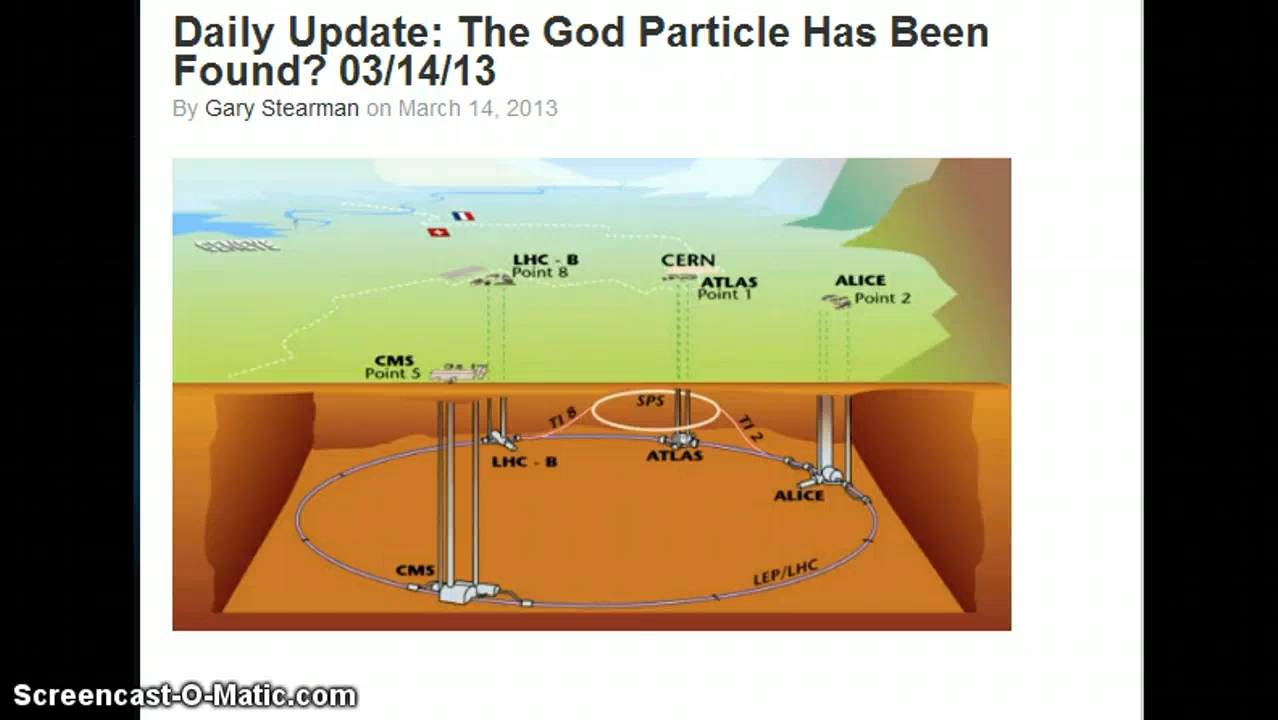 Daily Update: The God Particle Has Been
Found? 03/14/13
By Gary Stearman on March 14, 2013
LHC - B
Point 8
CERN
ATLAS
Point 1
ALICE
Point 2
CMS
Point 5
SPS
TI 8
TI 2
LHC - B
ATLAS
ALICE
CMS
LEP/LHC
Screencast-O-Matic.com